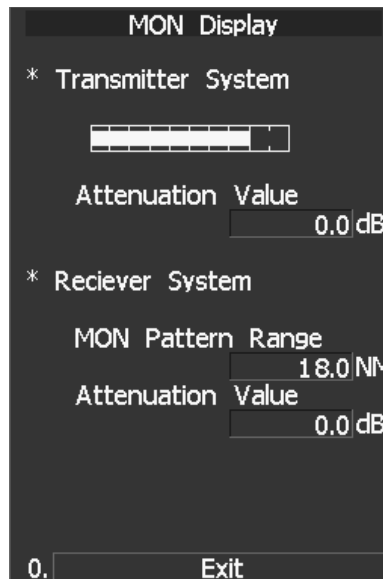 MON Display
* Transmitter System
Attenuation Value
0.0 dB
* Reciever System
MON Pattern Range
18.0 NM
Attenuation Value
0.0 dB
0. Exit